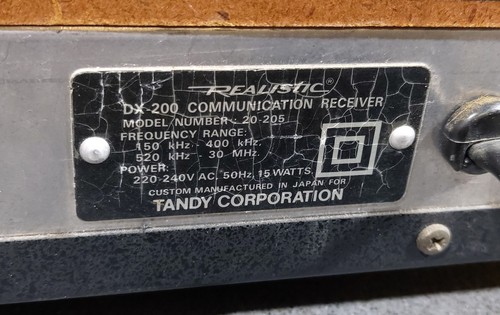 REALISTIC®
DX-200 COMMUNICATION RECEIVER
MODEL NUMBER: 20-205
FREQUENCY RANGE:
150 kHz - 400 kHz.
520 kHz - 30 MHz.
POWER:
220-240V AC, 50Hz, 15 WATTS.
CUSTOM MANUFACTURED IN JAPAN FOR
TANDY CORPORATION